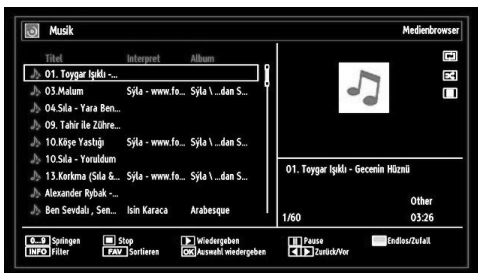 Musik Medienbrowser
Titel Interpret Album
01. Toygar Işıklı -...
03.Malum Sýla - www.fo... Sýla \ ...dan S...
04.Sıla - Yara Ben...
09. Tahir ile Zühre...
10.Köşe Yastığı Sýla - www.fo... Sýla \ ...dan S...
10.Sıla - Yoruldum
13.Korkma (Sıla &... Sýla - www.fo... Sýla \ ...dan S...
Alexander Rybak -...
Ben Sevdalı , Sen... Isin Karaca Arabesque
01. Toygar Işıklı - Gecenin Hüznü
Other
1/60 03:26
0...9 Springen Stop Wiedergeben Pause Endlos/Zufall
INFO Filter FAV Sortieren OK Auswahl wiedergeben Zurück/Vor